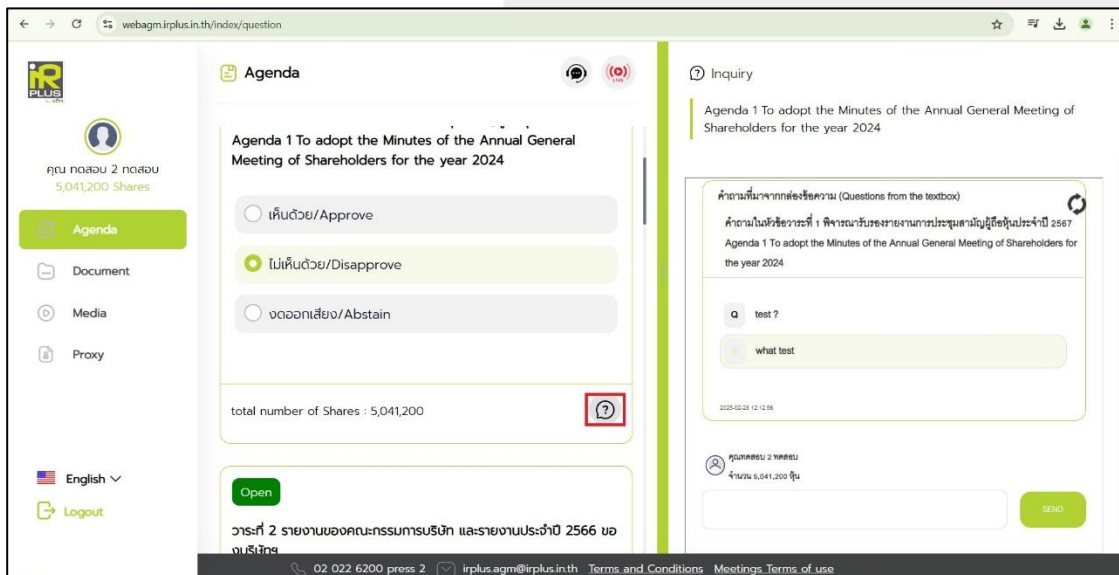 webagm.irplus.in.th/index/question
iR
PLUS
คุณ ทดสอบ 2 ทดสอบ
5,041,200 Shares
Agenda
Document
Media
Proxy
English
Logout
Agenda
LIVE
Agenda 1 To adopt the Minutes of the Annual General
Meeting of Shareholders for the year 2024
เห็นด้วย/Approve
ไม่เห็นด้วย/Disapprove
งดออกเสียง/Abstain
total number of Shares : 5,041,200
Open
วาระที่ 2 รายงานของคณะกรรมการบริษัท และรายงานประจำปี 2566 ขอ
งบริษัทฯ
Inquiry
Agenda 1 To adopt the Minutes of the Annual General Meeting of
Shareholders for the year 2024
คำถามที่มาจากกล่องข้อความ (Questions from the textbox)
คำถามในหัวข้อวาระที่ 1 พิจารณารับรองรายงานการประชุมสามัญผู้ถือหุ้นประจำปี 2567
Agenda 1 To adopt the Minutes of the Annual General Meeting of Shareholders for
the year 2024
Q test ?
A what test
2025-02-28 12:12:56
คุณทดสอบ 2 ทดสอบ
จำนวน 5,041,200 หุ้น
SEND
02 022 6200 press 2 irplus.agm@irplus.in.th Terms and Conditions Meetings Terms of use